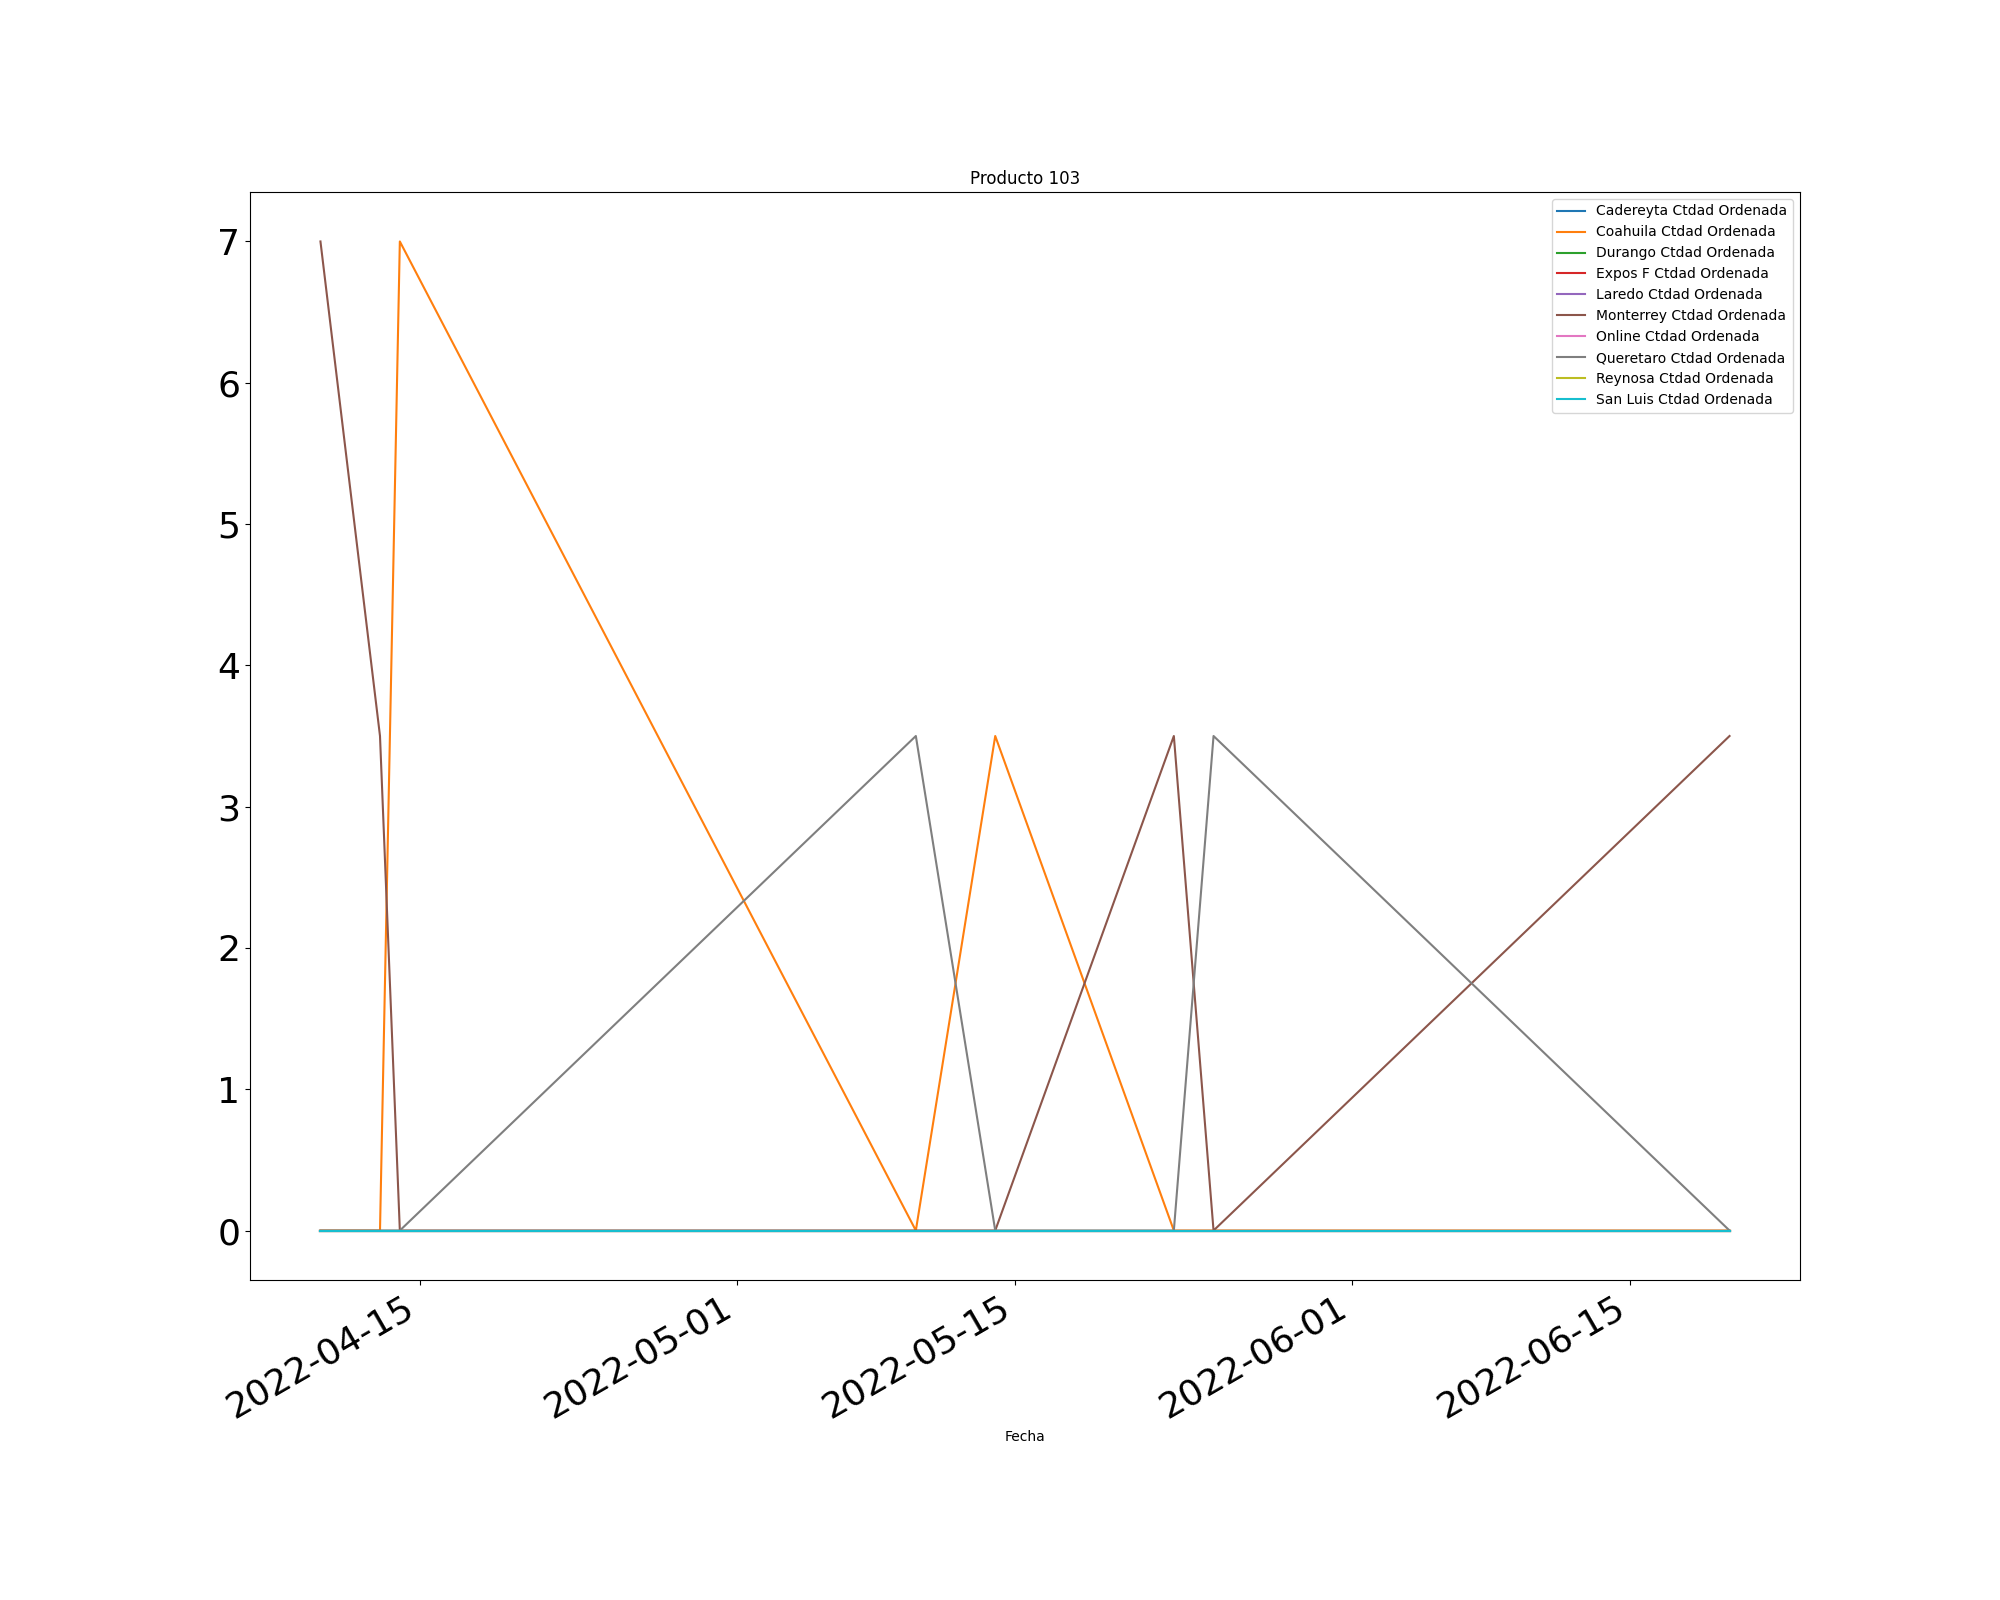 Producto 103
Cadereyta Ctdad Ordenada
Coahuila Ctdad Ordenada
Durango Ctdad Ordenada
Expos F Ctdad Ordenada
Laredo Ctdad Ordenada
Monterrey Ctdad Ordenada
Online Ctdad Ordenada
Queretaro Ctdad Ordenada
Reynosa Ctdad Ordenada
San Luis Ctdad Ordenada
7
6
5
4
3
2
1
0
2022-04-15
2022-05-01
2022-05-15
2022-06-01
2022-06-15
Fecha